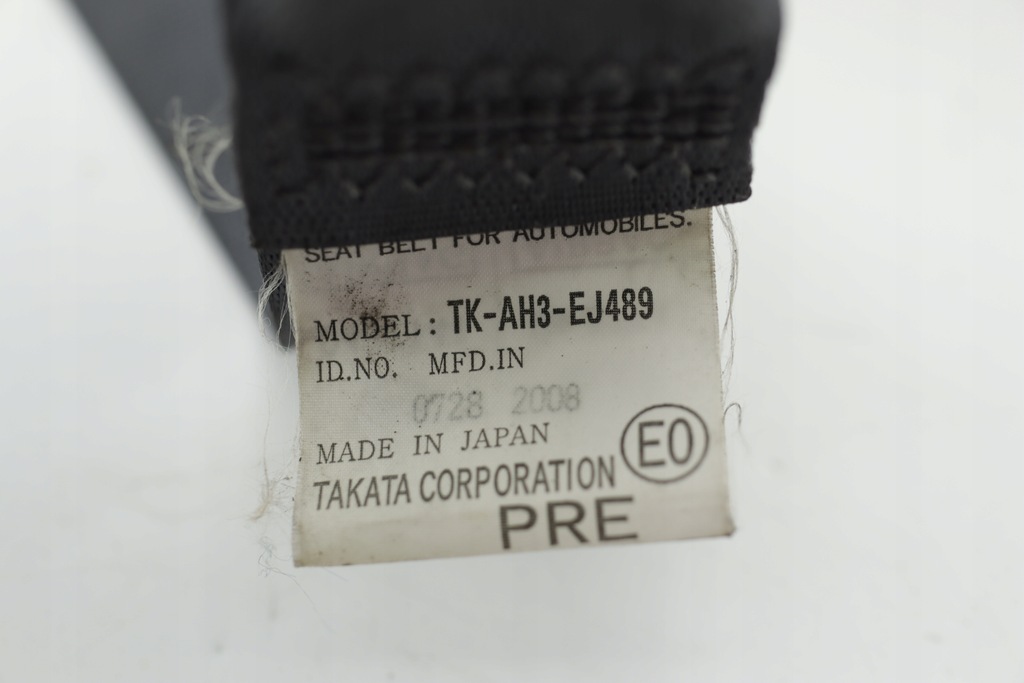 SEAT BELT FOR AUTOMOBILES.
MODEL: TK-AH3-EJ489
ID.NO. MFD.IN
0728 2008
MADE IN JAPAN
E0
TAKATA CORPORATION
PRE